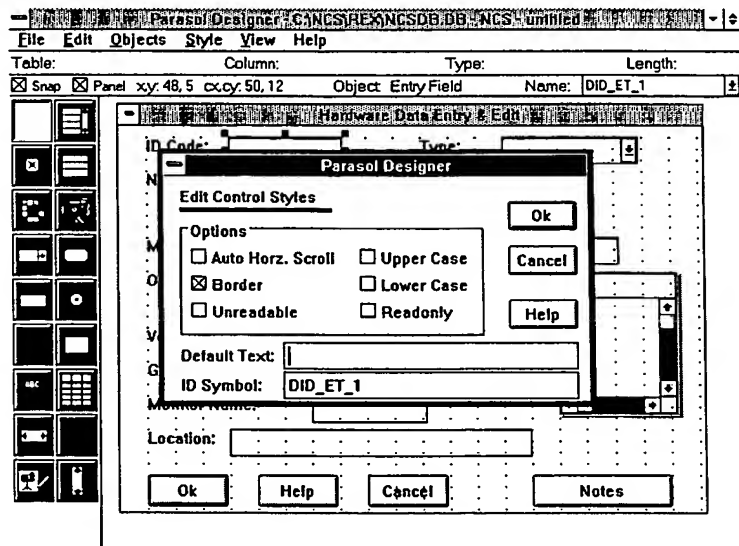 Parasol Designer - C:\NCS\REX\NCSDB.DB - NCS - untitled
File Edit Objects Style View Help
Table: Column: Type: Length:
Snap Panel x,y: 48, 5 cx,cy: 50, 12 Object: Entry Field Name: DID_ET_1
Hardware Data Entry & Edit
ID Code: Type:
Parasol Designer
Edit Control Styles
Ok
Options
Auto Horz. Scroll Upper Case
Cancel
Border Lower Case
Unreadable Readonly
Help
Default Text:
ID Symbol: DID_ET_1
Monitor Name:
ABC
Location:
Ok Help Cancel Notes